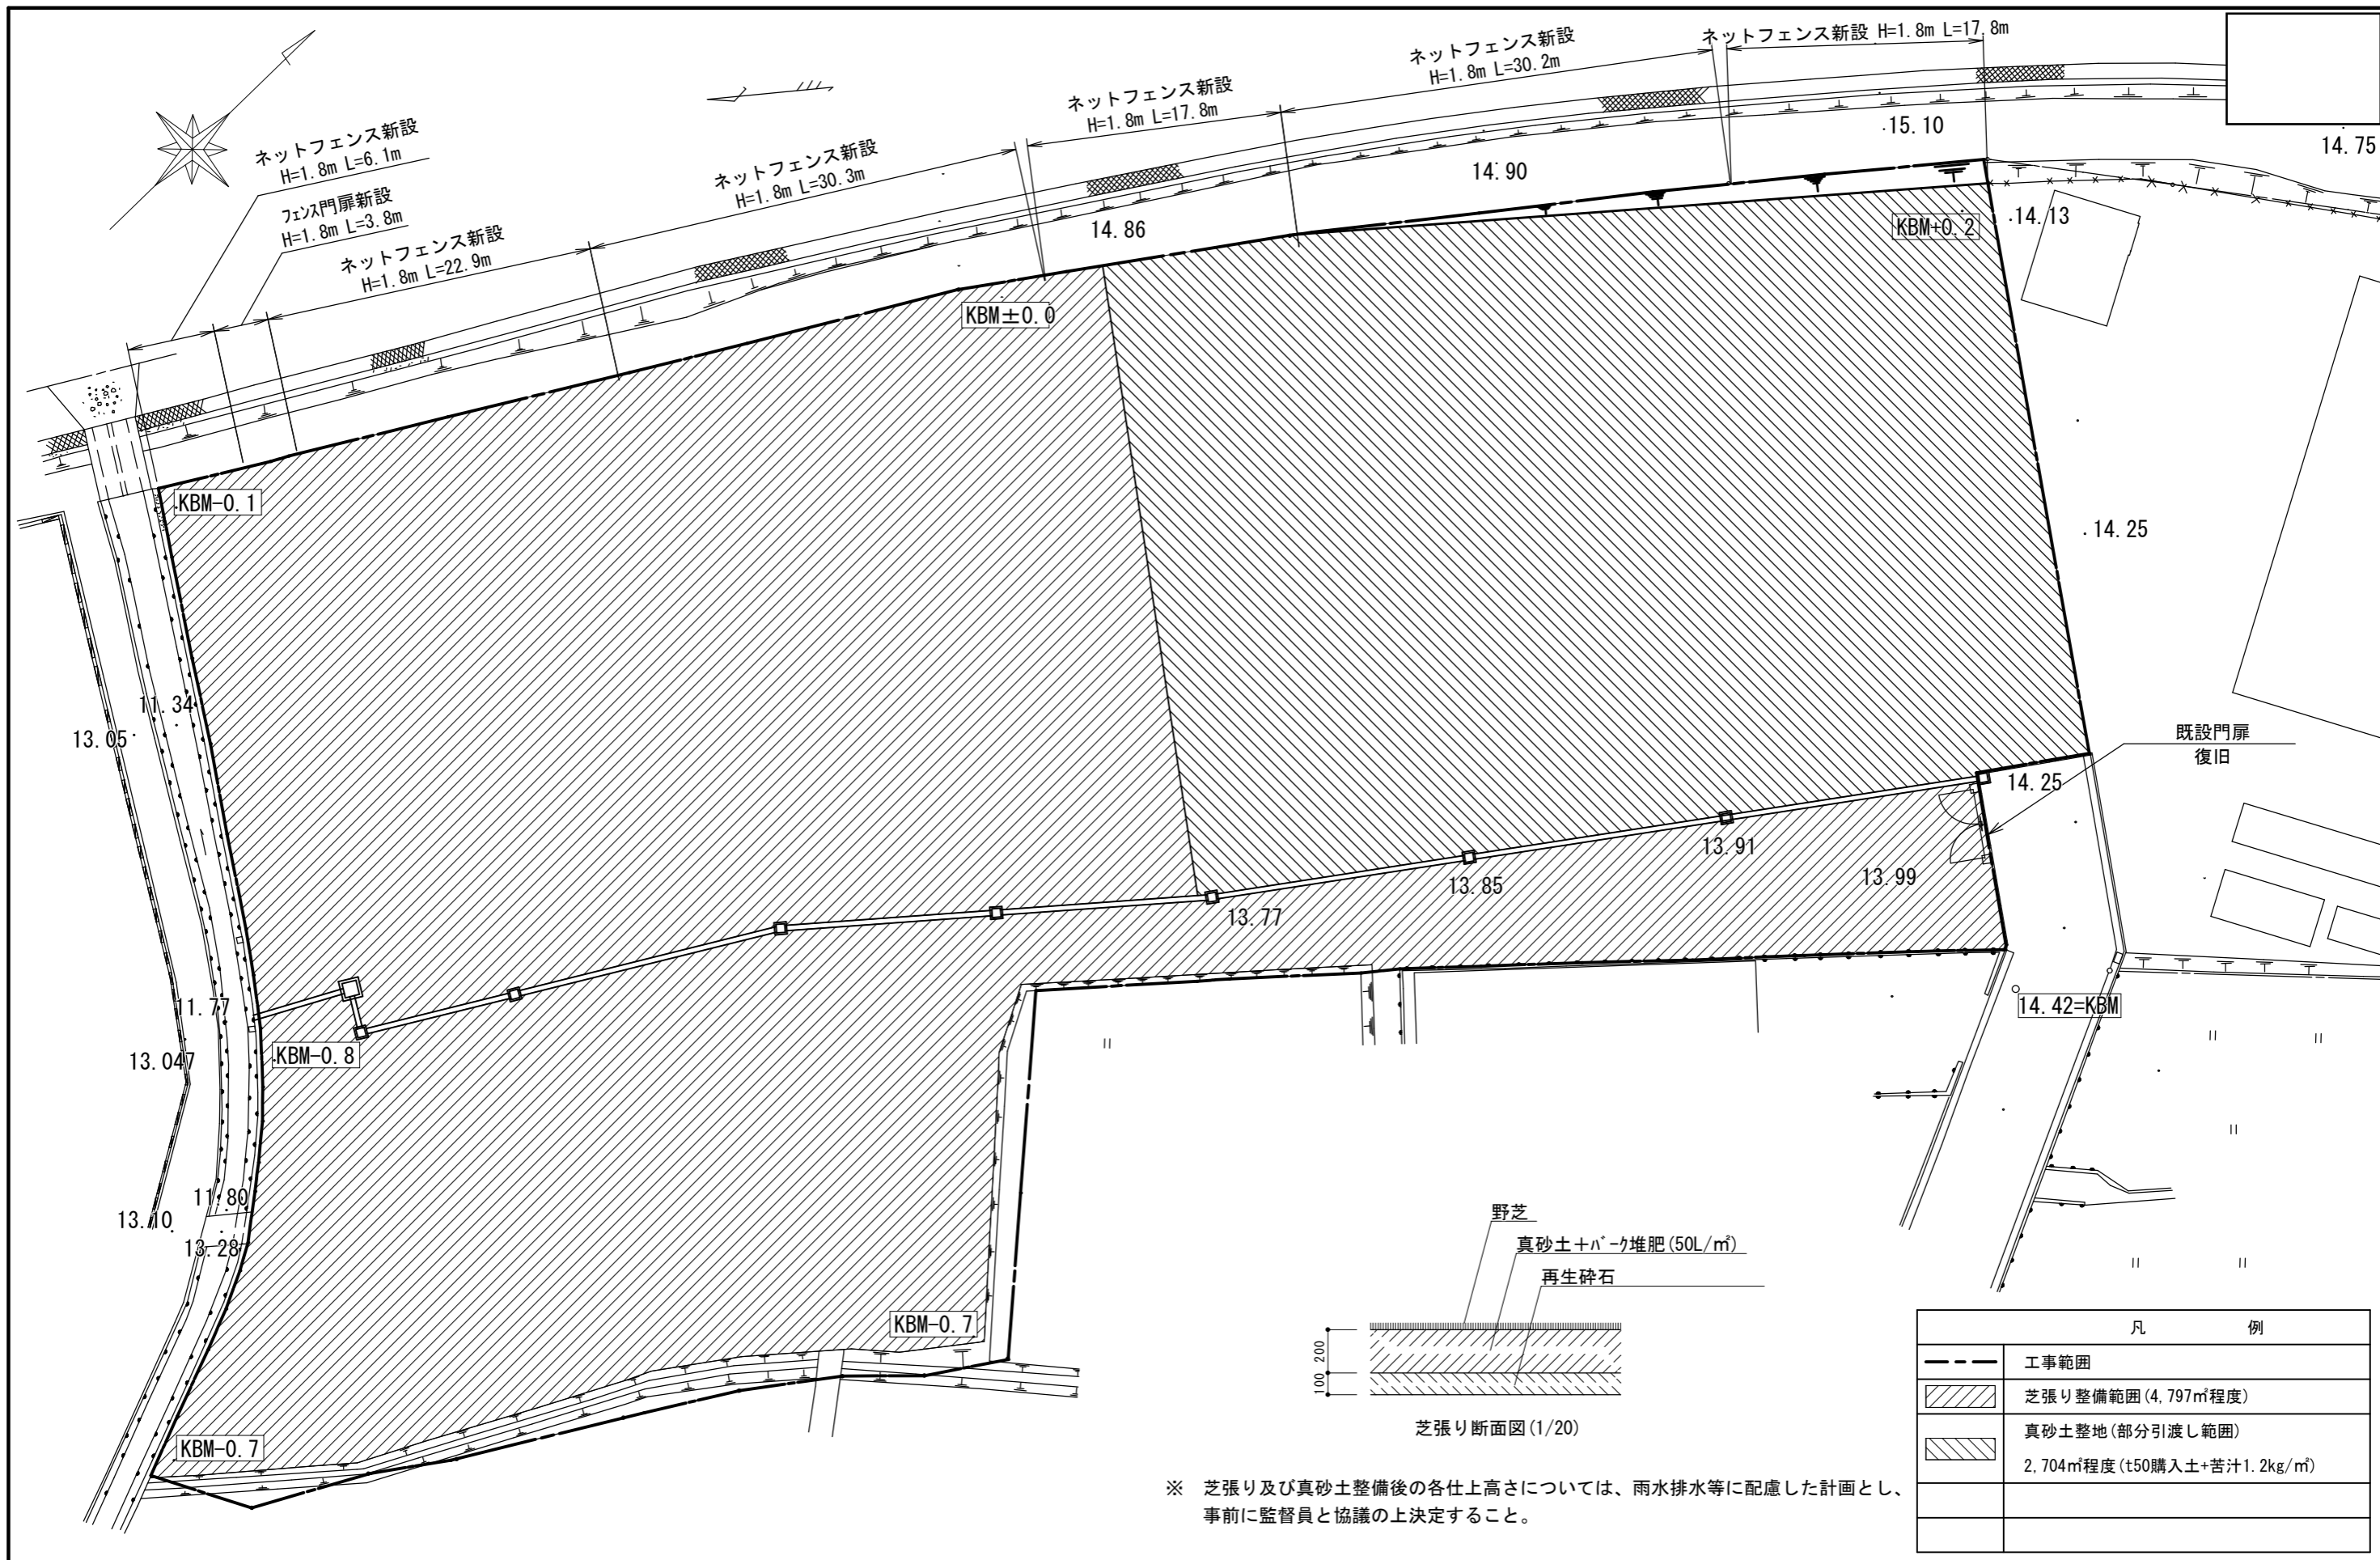 ネットフェンス新設 H=1.8m L=17.8m
ネットフェンス新設
H=1.8m L=30.2m
ネットフェンス新設
H=1.8m L=17.8m
ネットフェンス新設
H=1.8m L=30.3m
ネットフェンス新設
H=1.8m L=6.1m
フェンス門扉新設
H=1.8m L=3.8m
ネットフェンス新設
H=1.8m L=22.9m
15.10
14.75
14.90
14.86
14.13
KBM+0.2
KBM±0.0
KBM-0.1
14.25
11.34
13.05
既設門扉
復旧
14.25
13.91
13.85
13.99
13.77
11.77
14.42=KBM
KBM-0.8
13.047
11.80
13.10
13.28
KBM-0.7
KBM-0.7
野芝
真砂土+バーク堆肥(50L/㎡)
再生砕石
200
100
芝張り断面図(1/20)
※ 芝張り及び真砂土整備後の各仕上高さについては、雨水排水等に配慮した計画とし、
事前に監督員と協議の上決定すること。
凡 例
工事範囲
芝張り整備範囲(4,797㎡程度)
真砂土整地(部分引渡し範囲)
2,704㎡程度(t50購入土+苦汁1.2kg/㎡)